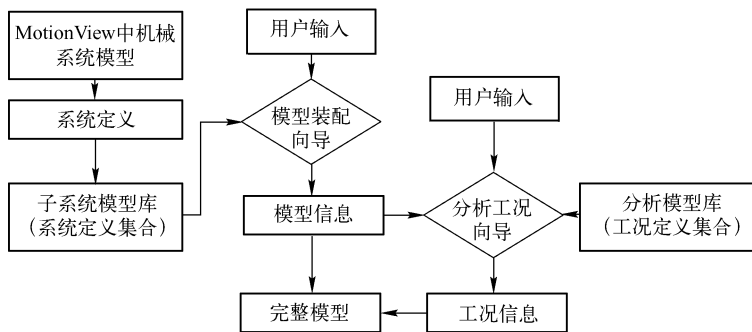 MotionView中机械
系统模型
系统定义
子系统模型库
（系统定义集合）
用户输入
模型装配
向导
模型信息
完整模型
用户输入
分析工况
向导
工况信息
分析模型库
（工况定义集合）